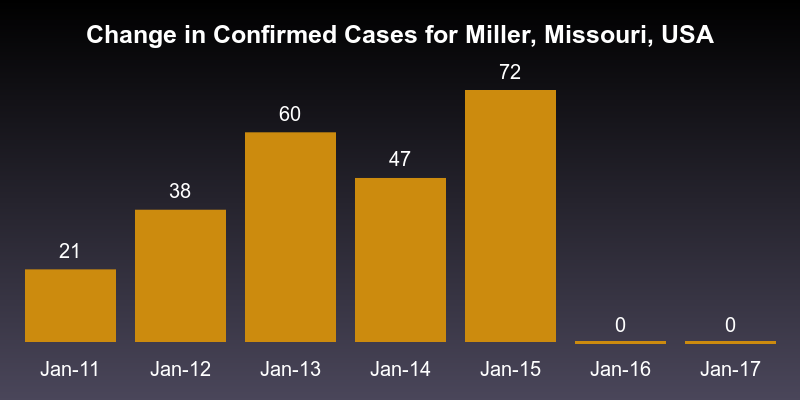 Change in Confirmed Cases for Miller, Missouri, USA
21 38 60 47 72 0 0
Jan-11 Jan-12 Jan-13 Jan-14 Jan-15 Jan-16 Jan-17